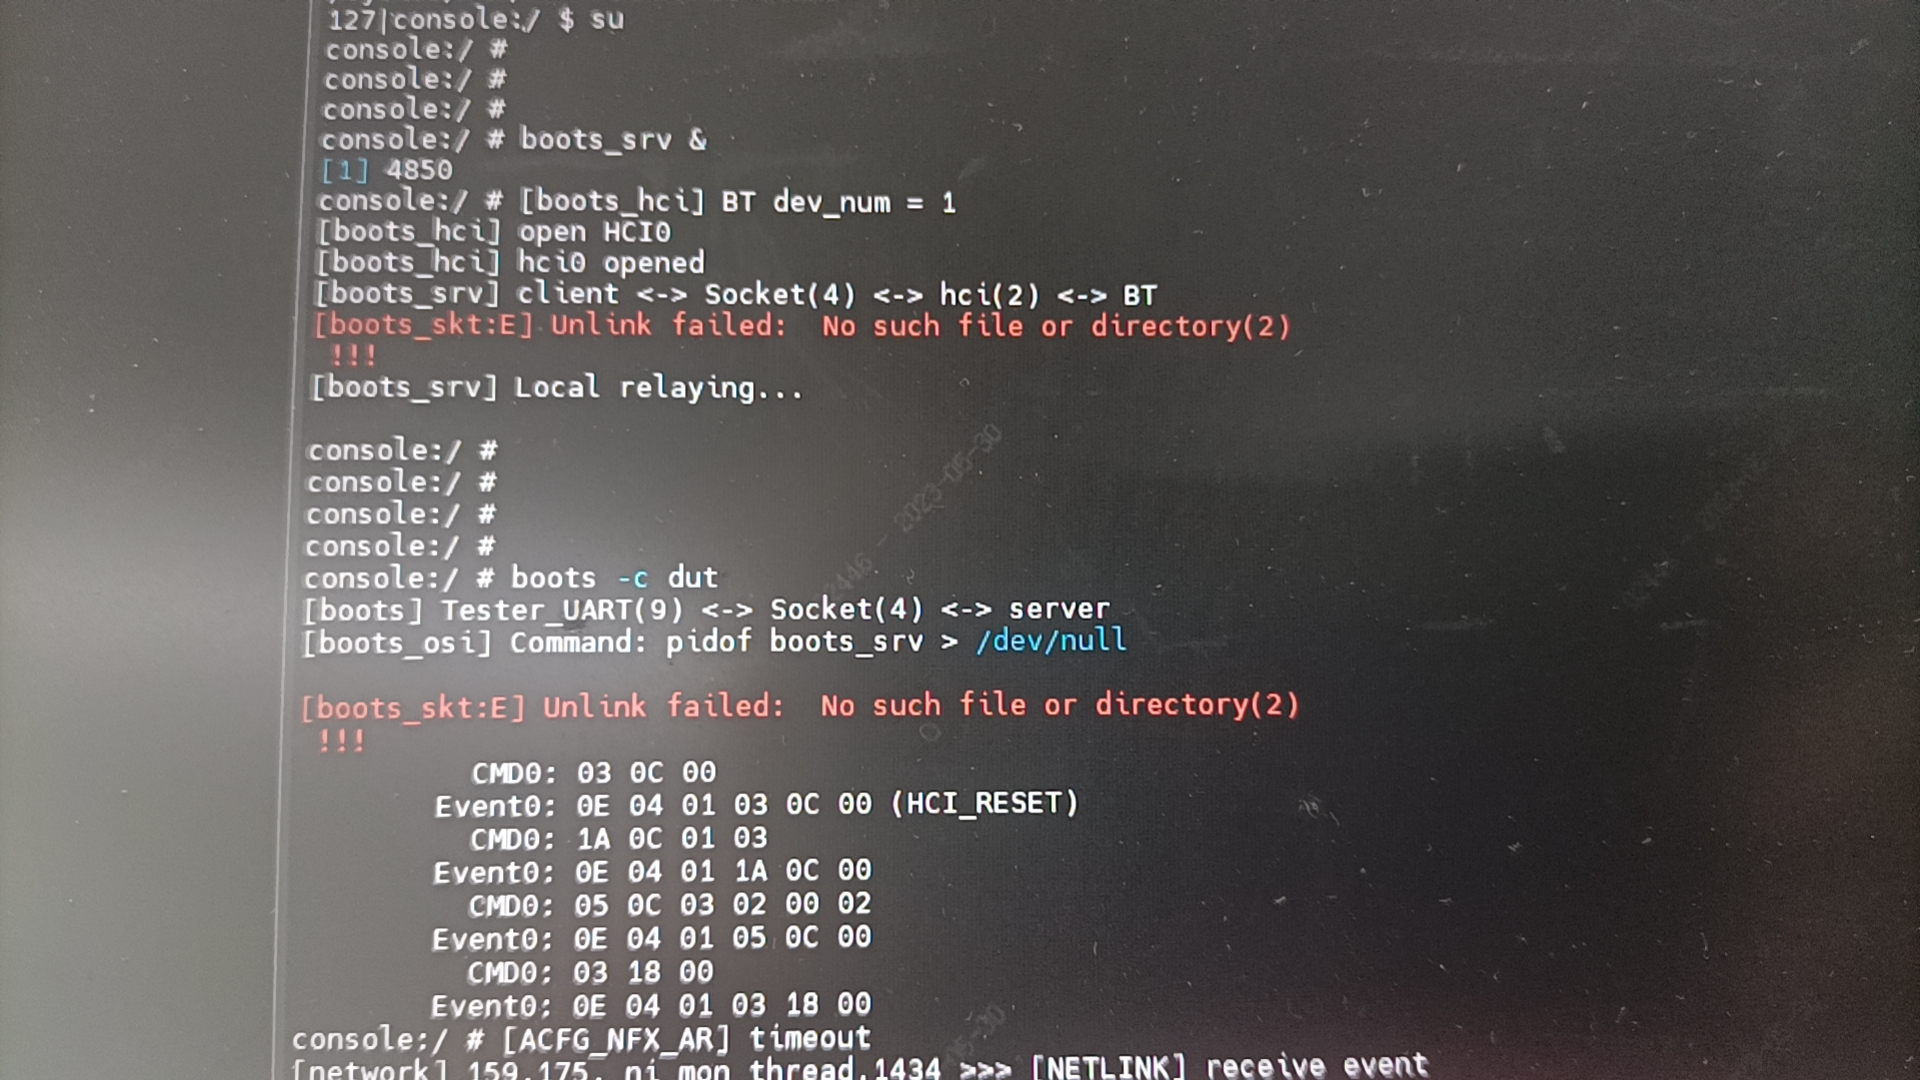 127|console:/ $ su
console:/ #
console:/ #
console:/ #
console:/ # boots_srv &
[1] 4850
console:/ # [boots_hci] BT dev_num = 1
[boots_hci] open HCI0
[boots_hci] hci0 opened
[boots_srv] client <-> Socket(4) <-> hci(2) <-> BT
[boots_skt:E] Unlink failed:  No such file or directory(2)
!!!
[boots_srv] Local relaying...
console:/ #
console:/ #
console:/ #
console:/ #
console:/ # boots -c dut
[boots] Tester_UART(9) <-> Socket(4) <-> server
[boots_osi] Command: pidof boots_srv > /dev/null
[boots_skt:E] Unlink failed:  No such file or directory(2)
!!!
CMD0: 03 0C 00
Event0: 0E 04 01 03 0C 00 (HCI_RESET)
CMD0: 1A 0C 01 03
Event0: 0E 04 01 1A 0C 00
CMD0: 05 0C 03 02 00 02
Event0: 0E 04 01 05 0C 00
CMD0: 03 18 00
Event0: 0E 04 01 03 18 00
console:/ # [ACFG_NFX_AR] timeout
[network] 159.175, ni_mon_thread,1434 >>> [NETLINK] receive event